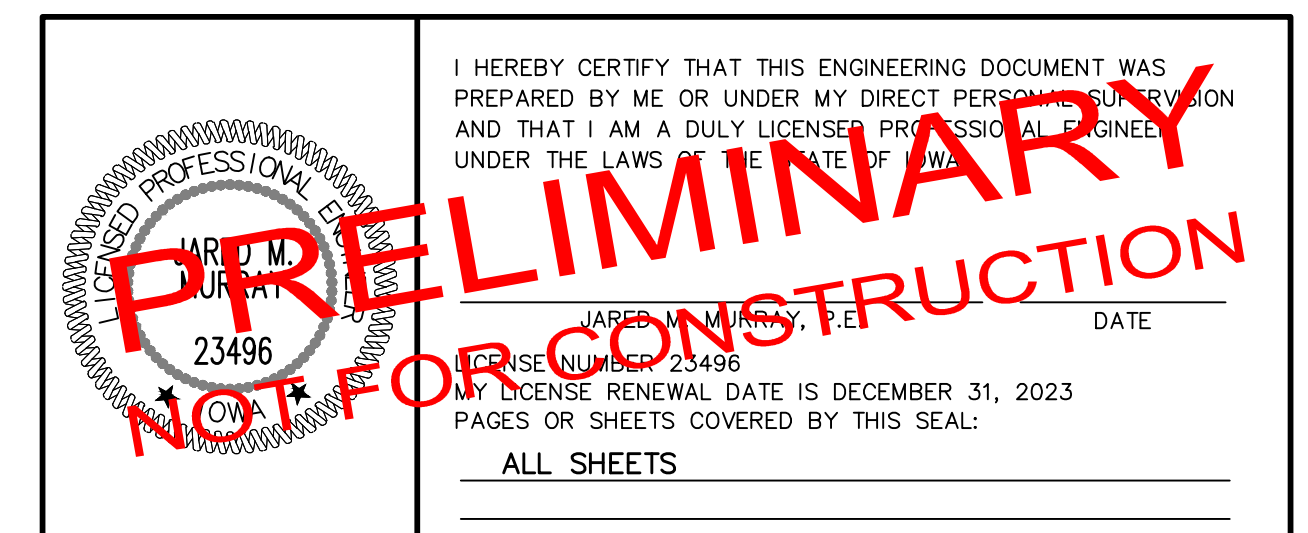 LICENSED PROFESSIONAL ENGINEER
JARED M.
MURRAY
23496
IOWA
I HEREBY CERTIFY THAT THIS ENGINEERING DOCUMENT WAS
PREPARED BY ME OR UNDER MY DIRECT PERSONAL SUPERVISION
AND THAT I AM A DULY LICENSED PROFESSIONAL ENGINEER
UNDER THE LAWS OF THE STATE OF IOWA
JARED M. MURRAY, P.E.
DATE
LICENSE NUMBER 23496
MY LICENSE RENEWAL DATE IS DECEMBER 31, 2023
PAGES OR SHEETS COVERED BY THIS SEAL:
ALL SHEETS
PRELIMINARY
NOT FOR CONSTRUCTION